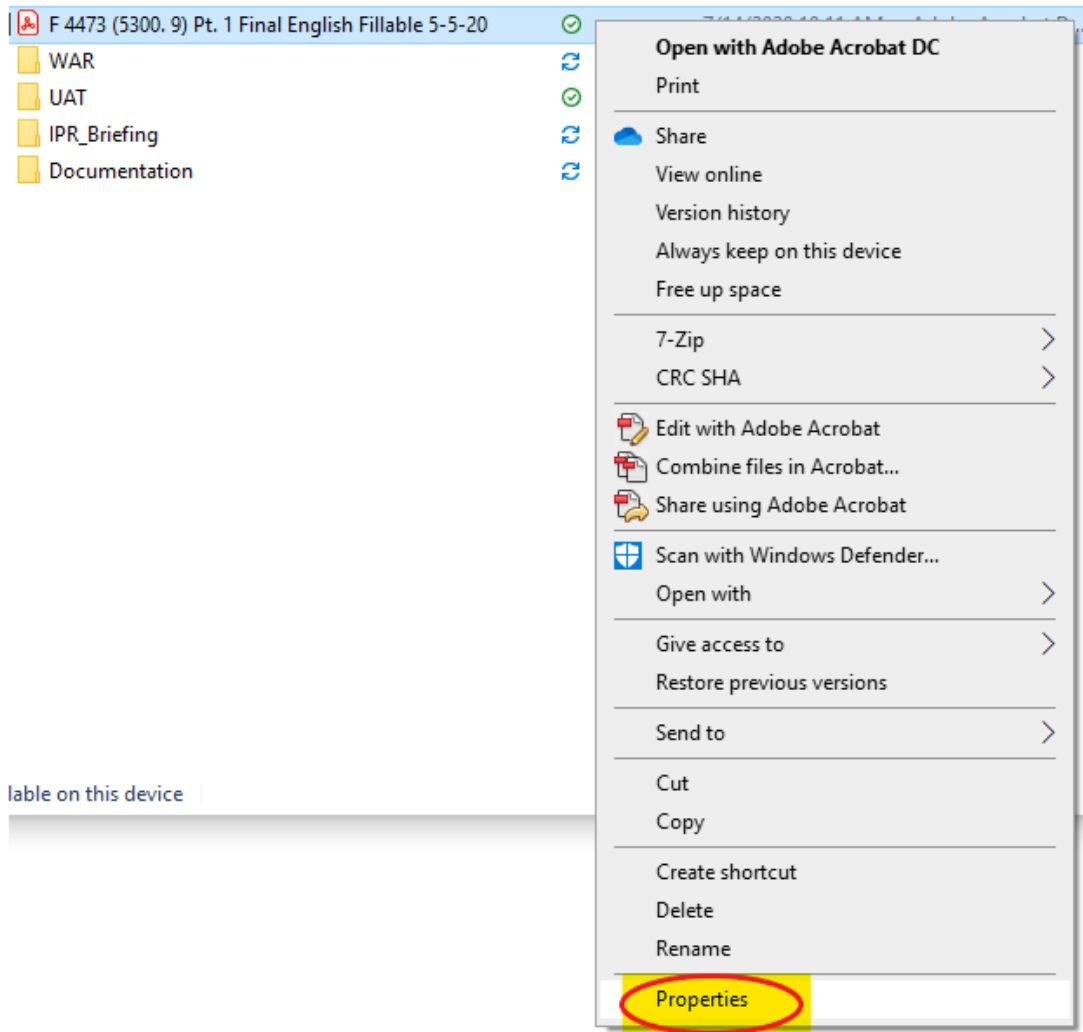 F 4473 (5300. 9) Pt. 1 Final English Fillable 5-5-20
WAR
UAT
IPR_Briefing
Documentation
lable on this device
Open with Adobe Acrobat DC
Print
Share
View online
Version history
Always keep on this device
Free up space
7-Zip
CRC SHA
Edit with Adobe Acrobat
Combine files in Acrobat...
Share using Adobe Acrobat
Scan with Windows Defender...
Open with
Give access to
Restore previous versions
Send to
Cut
Copy
Create shortcut
Delete
Rename
Properties